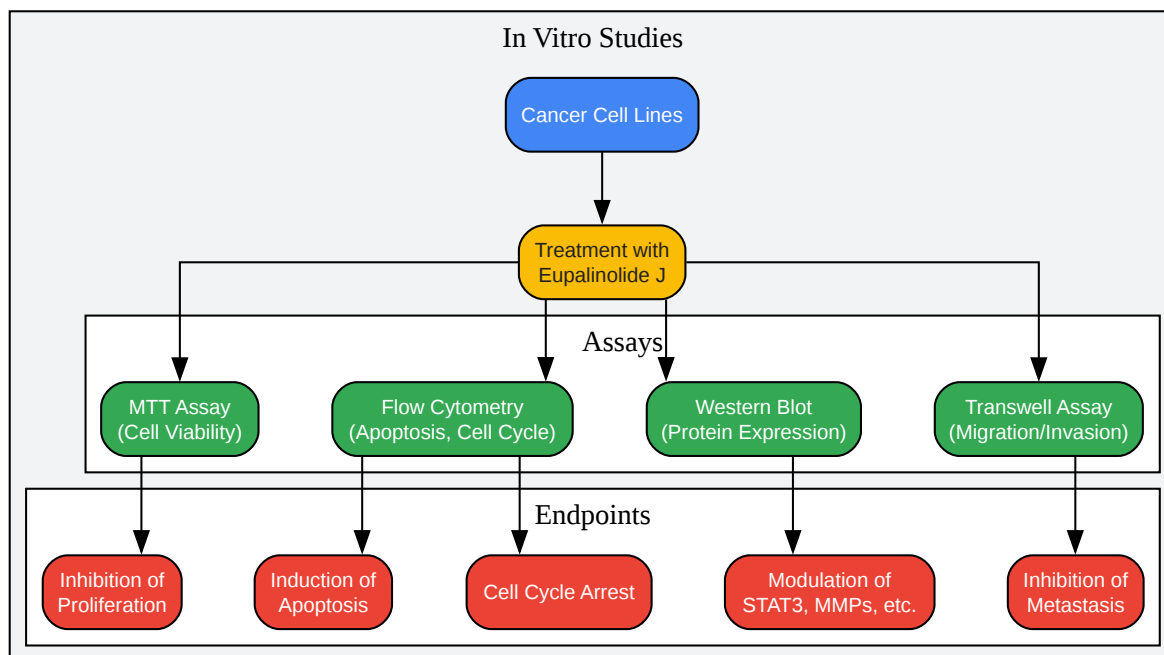 In Vitro Studies
Cancer Cell Lines
Treatment with
Eupalinolide J
Assays
MTT Assay
(Cell Viability)
Flow Cytometry
(Apoptosis, Cell Cycle)
Western Blot
(Protein Expression)
Transwell Assay
(Migration/Invasion)
Endpoints
Inhibition of
Proliferation
Induction of
Apoptosis
Cell Cycle Arrest
Modulation of
STAT3, MMPs, etc.
Inhibition of
Metastasis